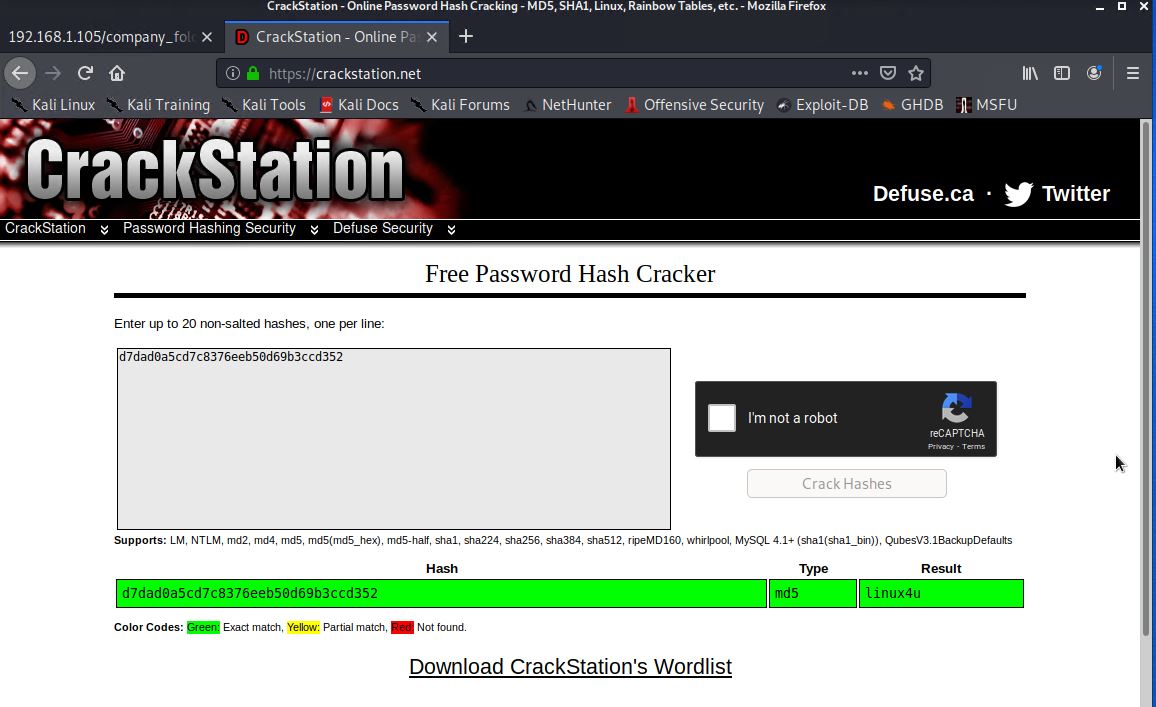 CrackStation - Online Password Hash Cracking - MD5, SHA1, Linux, Rainbow Tables, etc. - Mozilla Firefox
192.168.1.105/company_fol
CrackStation - Online Pa
https://crackstation.net
Kali Linux Kali Training Kali Tools Kali Docs Kali Forums NetHunter Offensive Security Exploit-DB GHDB MSFU
CrackStation
Defuse.ca · Twitter
CrackStation Password Hashing Security Defuse Security
Free Password Hash Cracker
Enter up to 20 non-salted hashes, one per line:
d7dad0a5cd7c8376eeb50d69b3ccd352
I'm not a robot
reCAPTCHA
Privacy - Terms
Crack Hashes
Supports: LM, NTLM, md2, md4, md5, md5(md5_hex), md5-half, sha1, sha224, sha256, sha384, sha512, ripeMD160, whirlpool, MySQL 4.1+ (sha1(sha1_bin)), QubesV3.1BackupDefaults
Hash Type Result
d7dad0a5cd7c8376eeb50d69b3ccd352 md5 linux4u
Color Codes: Green: Exact match, Yellow: Partial match, Red: Not found.
Download CrackStation's Wordlist